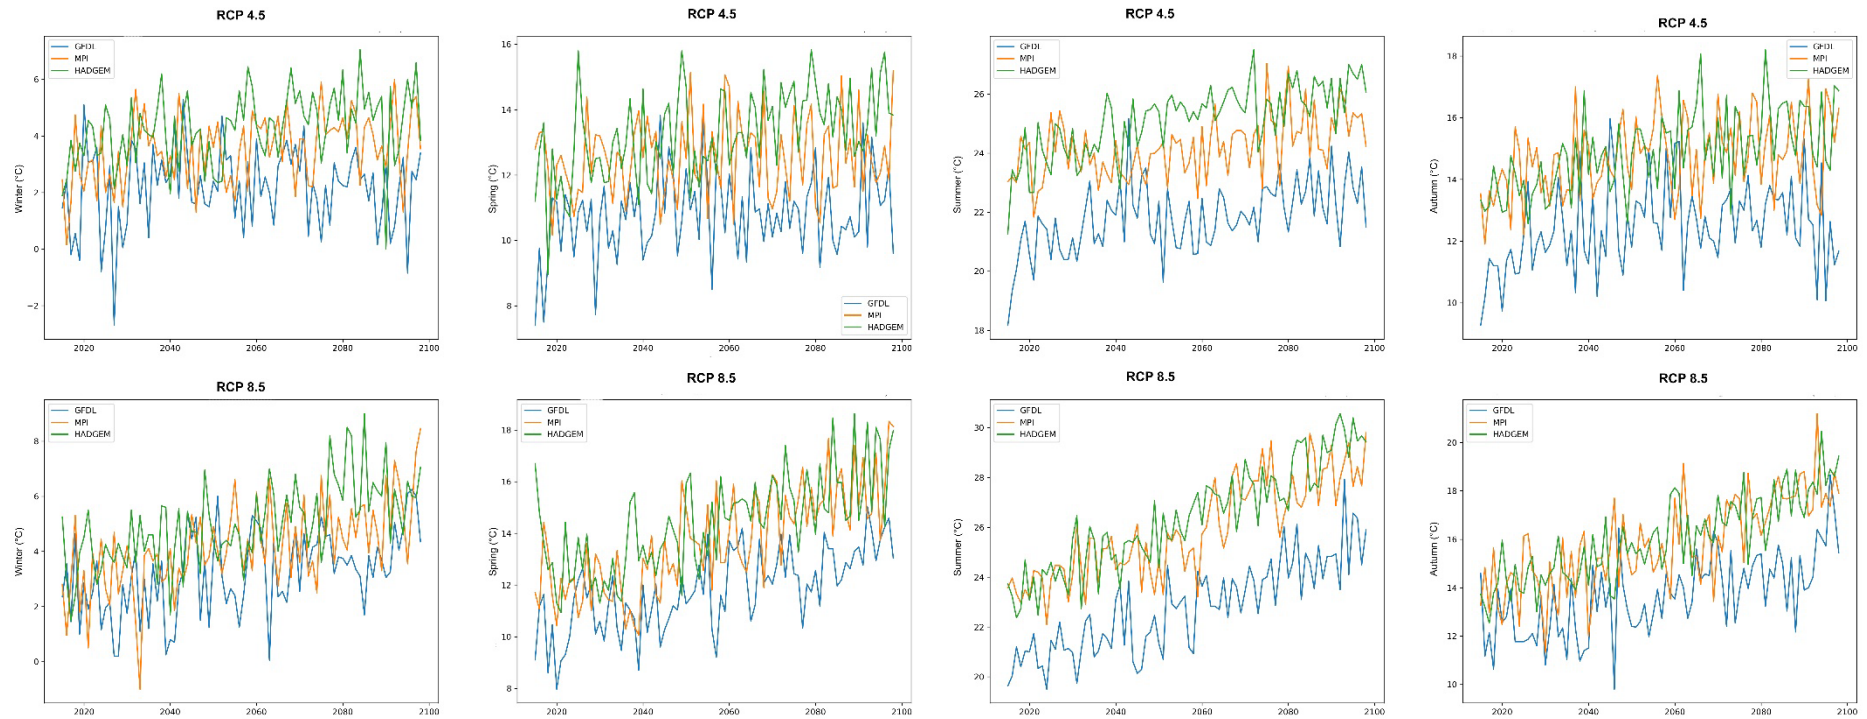 RCP 4.5
GFDL
MPI
HADGEM
Winter (°C)
6
4
2
0
−2
2020 2040 2060 2080 2100
RCP 4.5
GFDL
MPI
HADGEM
Spring (°C)
16
14
12
10
8
2020 2040 2060 2080 2100
RCP 4.5
GFDL
MPI
HADGEM
Summer (°C)
26
24
22
20
18
2020 2040 2060 2080 2100
RCP 4.5
GFDL
MPI
HADGEM
Autumn (°C)
18
16
14
12
10
2020 2040 2060 2080 2100
RCP 8.5
GFDL
MPI
HADGEM
Winter (°C)
8
6
4
2
0
2020 2040 2060 2080 2100
RCP 8.5
GFDL
MPI
HADGEM
Spring (°C)
18
16
14
12
10
8
2020 2040 2060 2080 2100
RCP 8.5
GFDL
MPI
HADGEM
Summer (°C)
30
28
26
24
22
20
2020 2040 2060 2080 2100
RCP 8.5
GFDL
MPI
HADGEM
Autumn (°C)
20
18
16
14
12
10
2020 2040 2060 2080 2100